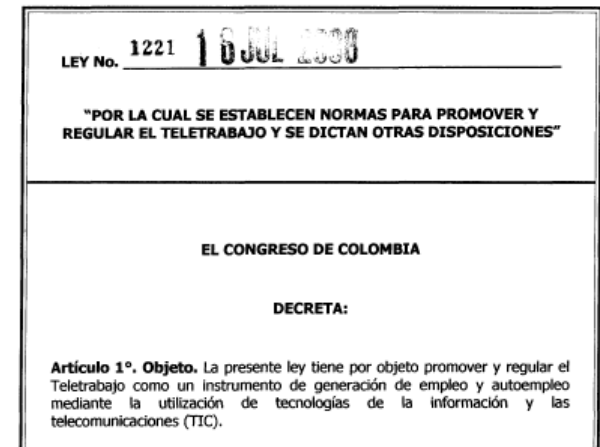 LEY No. 1221 16 JUL
"POR LA CUAL SE ESTABLECEN NORMAS PARA PROMOVER Y
REGULAR EL TELETRABAJO Y SE DICTAN OTRAS DISPOSICIONES"
EL CONGRESO DE COLOMBIA
DECRETA:
Artículo 1º. Objeto. La presente ley tiene por objeto promover y regular el
Teletrabajo como un instrumento de generación de empleo y autoempleo
mediante la utilización de tecnologías de la información y las
telecomunicaciones (TIC).